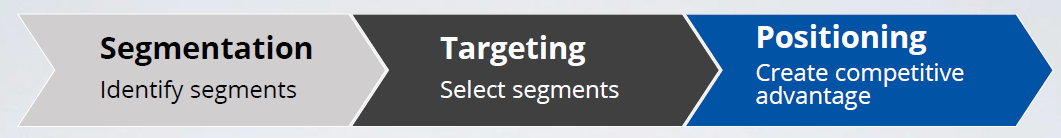 Segmentation
Identify segments
Targeting
Select segments
Positioning
Create competitive
advantage